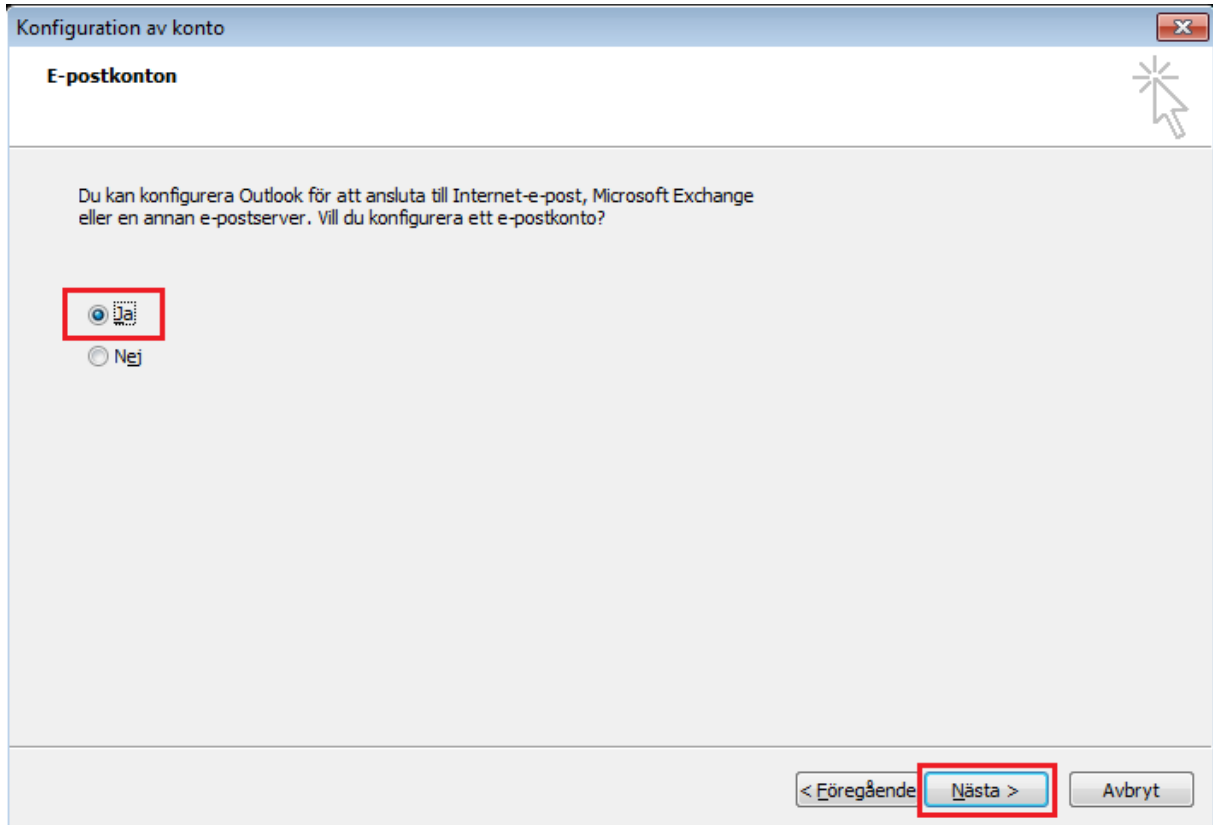 Konfiguration av konto
E-postkonton
Du kan konfigurera Outlook för att ansluta till Internet-e-post, Microsoft Exchange
eller en annan e-postserver. Vill du konfigurera ett e-postkonto?
Ja
Nej
< Föregående Nästa > Avbryt